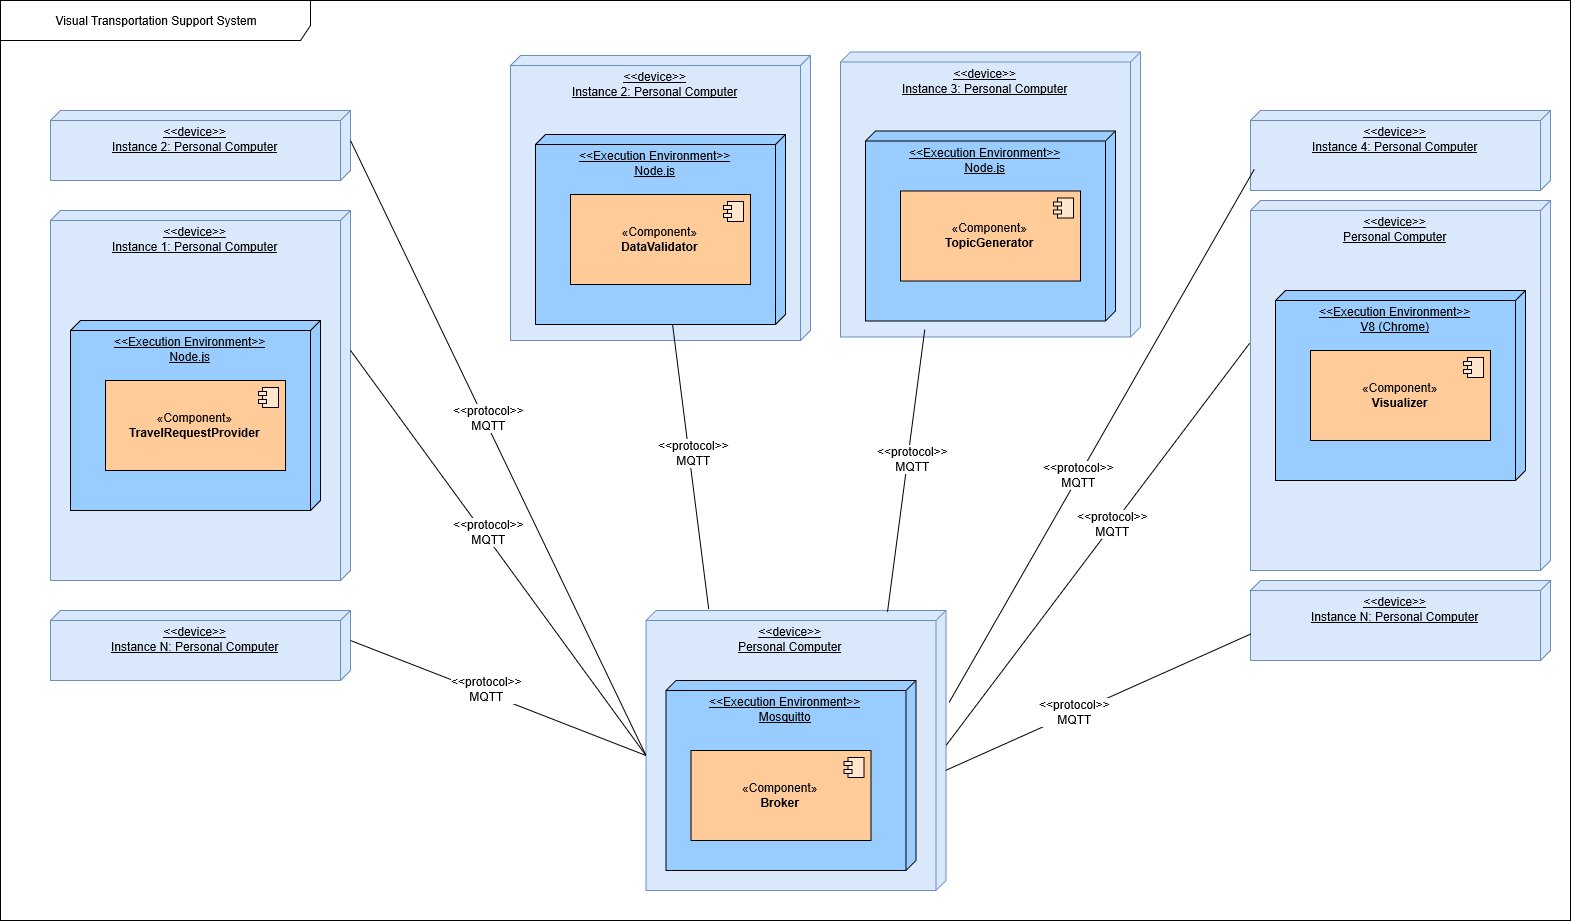 Visual Transportation Support System
<<device>>
Instance 2: Personal Computer
<<device>>
Instance 1: Personal Computer
<<Execution Environment>>
Node.js
«Component»
TravelRequestProvider
<<device>>
Instance N: Personal Computer
<<device>>
Instance 2: Personal Computer
<<Execution Environment>>
Node.js
«Component»
DataValidator
<<device>>
Instance 3: Personal Computer
<<Execution Environment>>
Node.js
«Component»
TopicGenerator
<<device>>
Instance 4: Personal Computer
<<device>>
Personal Computer
<<Execution Environment>>
V8 (Chrome)
«Component»
Visualizer
<<device>>
Instance N: Personal Computer
<<protocol>>
MQTT
<<protocol>>
MQTT
<<protocol>>
MQTT
<<protocol>>
MQTT
<<protocol>>
MQTT
<<protocol>>
MQTT
<<protocol>>
MQTT
<<protocol>>
MQTT
<<device>>
Personal Computer
<<Execution Environment>>
Mosquitto
«Component»
Broker